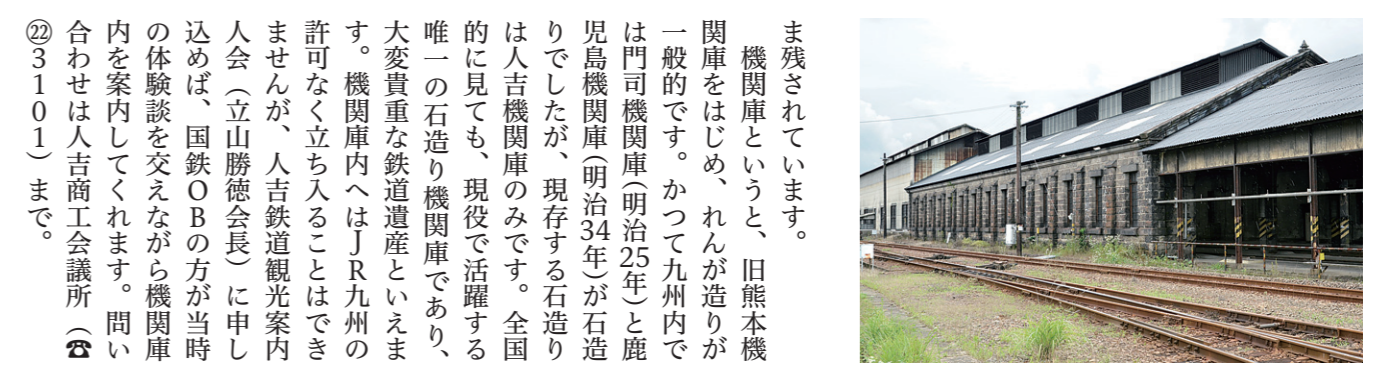 ま残されています。
　機関庫というと、旧熊本機
関庫をはじめ、れんが造りが
一般的です。かつて九州内で
は門司機関庫(明治25年)と鹿
児島機関庫(明治34年)が石造
りでしたが、現存する石造り
は人吉機関庫のみです。全国
的に見ても、現役で活躍する
唯一の石造り機関庫であり、
大変貴重な鉄道遺産といえま
す。機関庫内へはＪＲ九州の
許可なく立ち入ることはでき
ませんが、人吉鉄道観光案内
人会（立山勝徳会長）に申し
込めば、国鉄ＯＢの方が当時
の体験談を交えながら機関庫
内を案内してくれます。問い
合わせは人吉商工会議所（☎
㉒３１０１）まで。